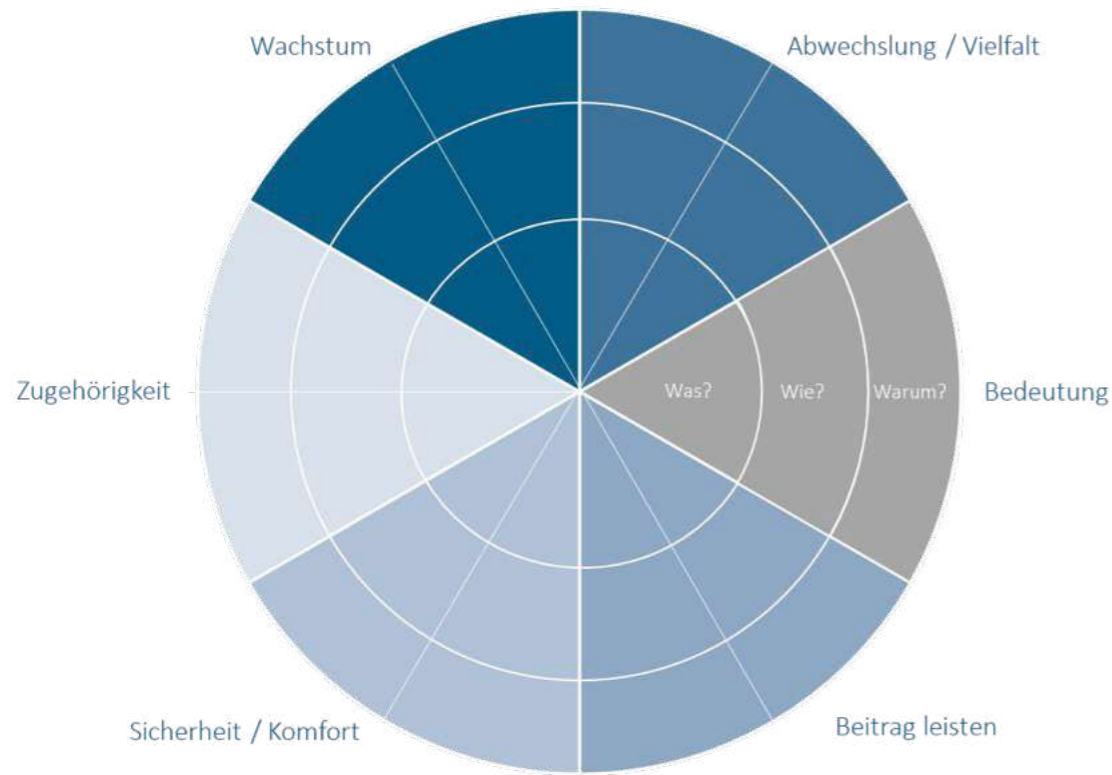 Wachstum
Abwechslung / Vielfalt
Zugehörigkeit
Was?
Wie?
Warum?
Bedeutung
Sicherheit / Komfort
Beitrag leisten